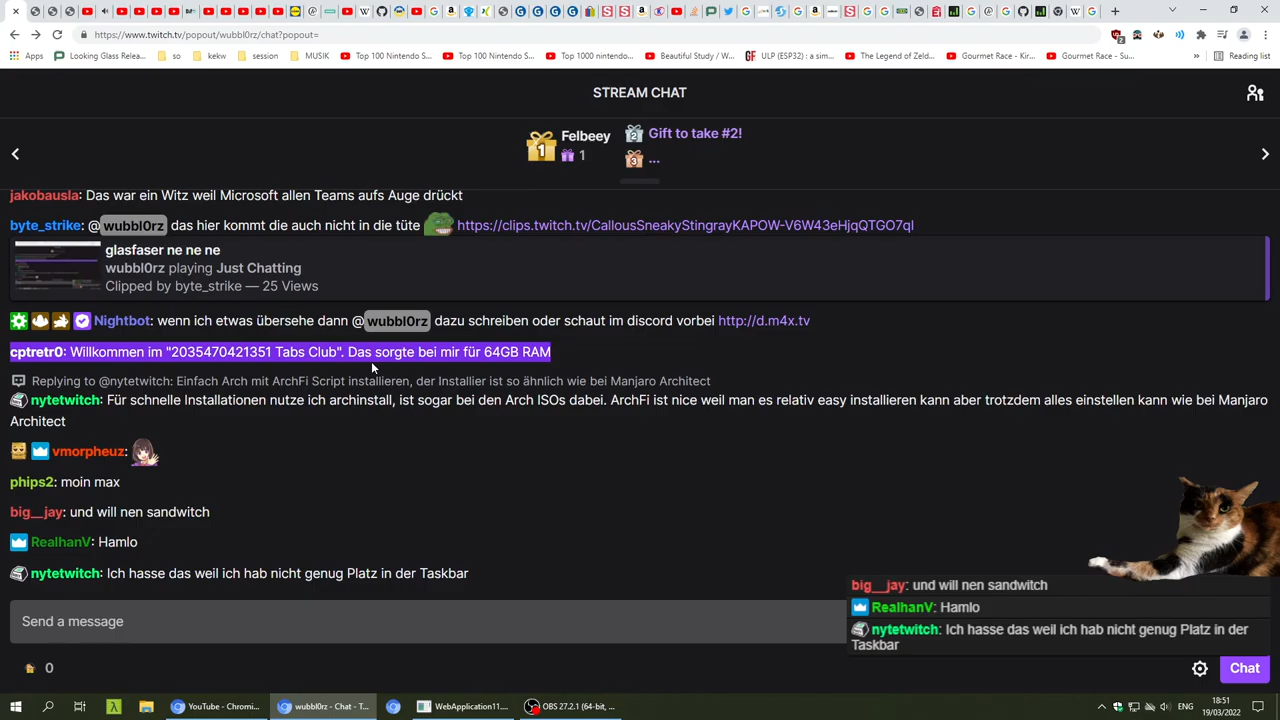 https://www.twitch.tv/popout/wubbl0rz/chat?popout=
2
Apps
Looking Glass Relea...
so
kekw
session
MUSIK
Top 100 Nintendo S...
Top 100 Nintendo S...
Top 1000 nintendo...
Beautiful Study / W...
ULP (ESP32) : a sim...
The Legend of Zeld...
Gourmet Race - Kir...
Gourmet Race - Su...
»
Reading list
STREAM CHAT
1
Felbeey
1
2
Gift to take #2!
3
...
jakobausla: Das war ein Witz weil Microsoft allen Teams aufs Auge drückt
byte_strike: @wubbl0rz das hier kommt die auch nicht in die tüte https://clips.twitch.tv/CallousSneakyStingrayKAPOW-V6W43eHjqQTGO7ql
glasfaser ne ne ne
wubbl0rz playing Just Chatting
Clipped by byte_strike — 25 Views
Nightbot: wenn ich etwas übersehe dann @wubbl0rz dazu schreiben oder schaut im discord vorbei http://d.m4x.tv
cptretr0: Willkommen im "2035470421351 Tabs Club". Das sorgte bei mir für 64GB RAM
Replying to @nytetwitch: Einfach Arch mit ArchFi Script installieren, der Installier ist so ähnlich wie bei Manjaro Architect
nytetwitch: Für schnelle Installationen nutze ich archinstall, ist sogar bei den Arch ISOs dabei. ArchFi ist nice weil man es relativ easy installieren kann aber trotzdem alles einstellen kann wie bei Manjaro
Architect
vmorpheuz:
phips2: moin max
big__jay: und will nen sandwitch
RealhanV: Hamlo
nytetwitch: Ich hasse das weil ich hab nicht genug Platz in der Taskbar
Send a message
0
big__jay: und will nen sandwitch
RealhanV: Hamlo
nytetwitch: Ich hasse das weil ich hab nicht genug Platz in der
Taskbar
Chat
YouTube - Chromi...
wubbl0rz - Chat - T...
WebApplication11....
OBS 27.2.1 (64-bit, ...
18:51
19/03/2022